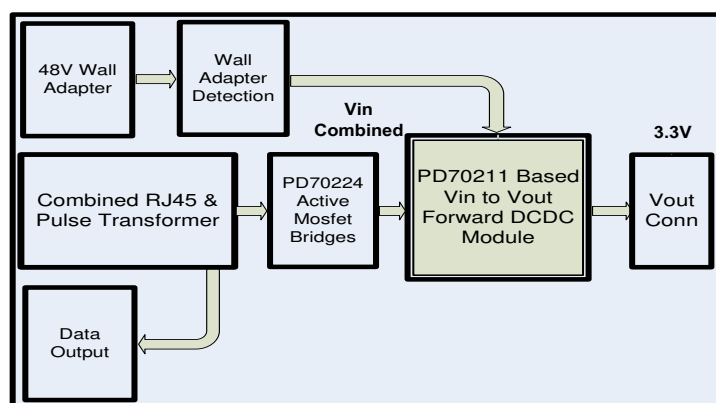 48V Wall
Adapter
Wall
Adapter
Detection
Vin
Combined
3.3V
Combined RJ45 &
Pulse Transformer
PD70224
Active
Mosfet
Bridges
PD70211 Based
Vin to Vout
Forward DCDC
Module
Vout
Conn
Data
Output